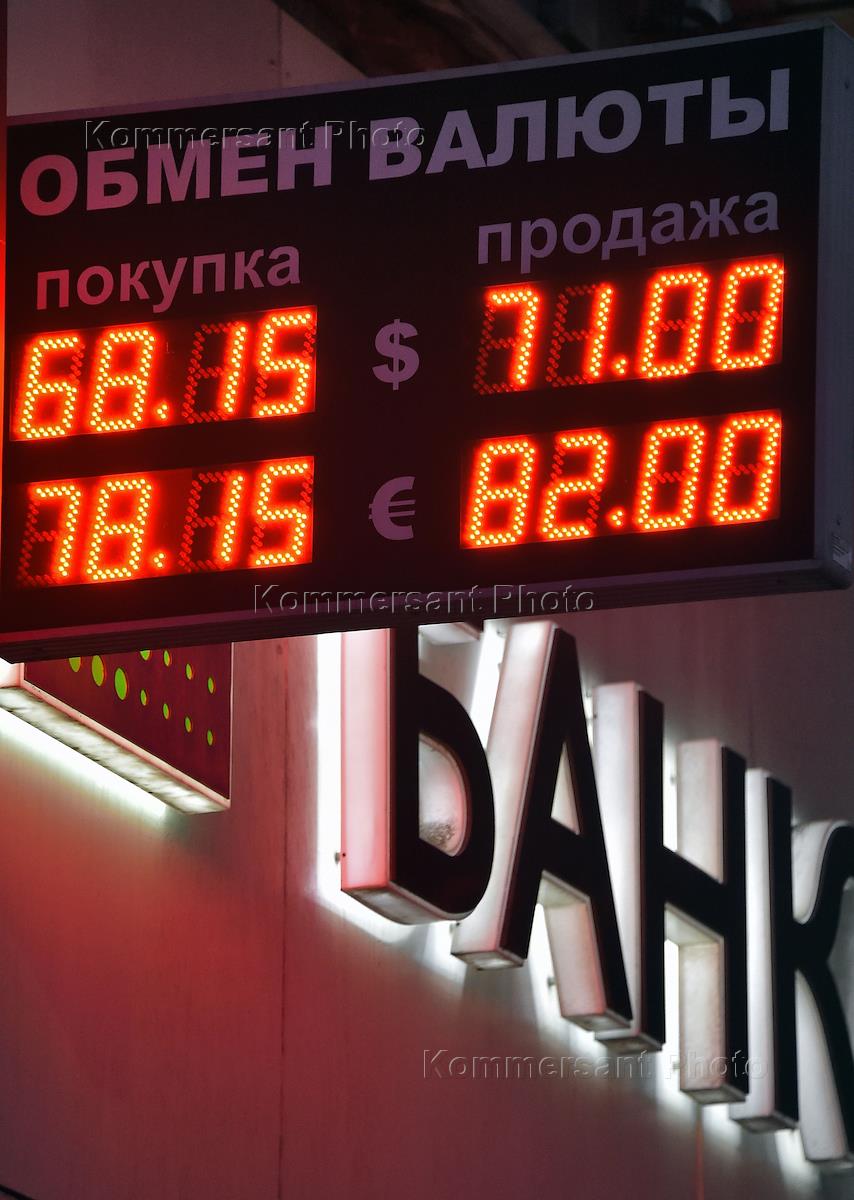 Kommersant Photo
ОБМЕН ВАЛЮТЫ
покупка продажа
68.15 $ 71.00
78.15 € 82.00
Kommersant Photo
БАНК
Kommersant Photo